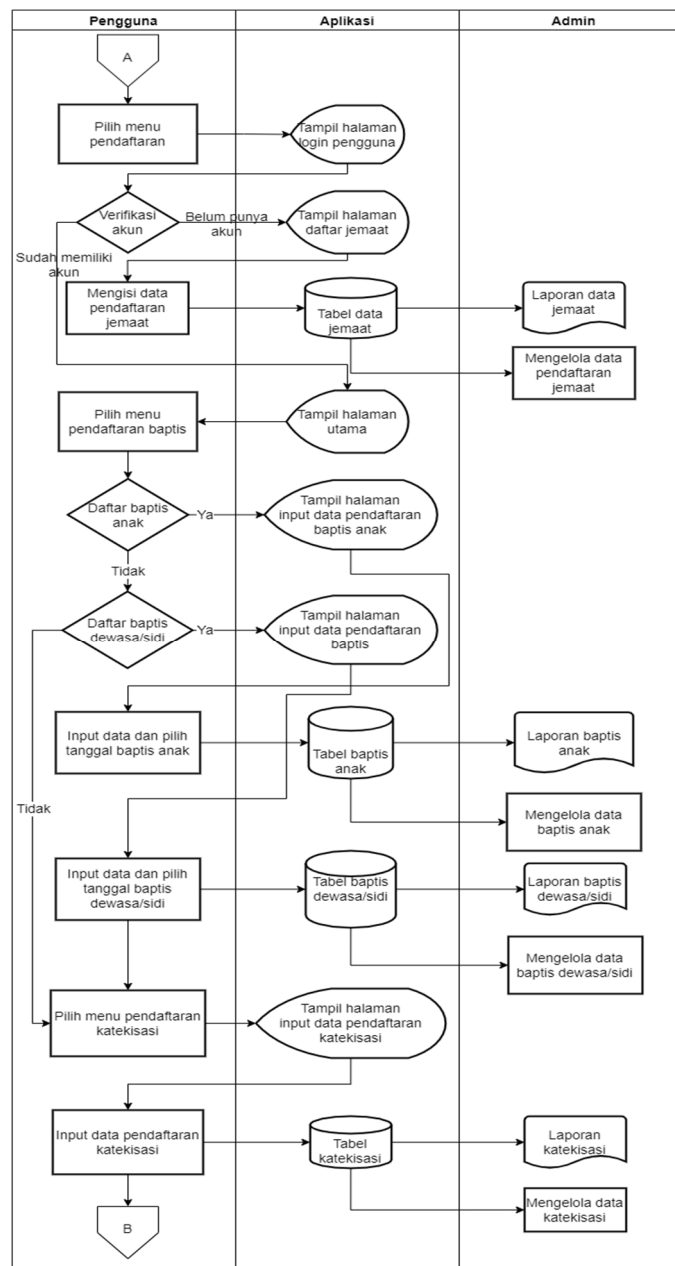 Pengguna
Aplikasi
Admin
A
Pilih menu
pendaftaran
Tampil halaman
login pengguna
Verifikasi
akun
Belum punya
akun
Tampil halaman
daftar jemaat
Sudah memiliki
akun
Mengisi data
pendaftaran
jemaat
Tabel data
jemaat
Laporan data
jemaat
Mengelola data
pendaftaran
jemaat
Pilih menu
pendaftaran baptis
Tampil halaman
utama
Daftar baptis
anak
Ya
Tampil halaman
input data pendaftaran
baptis anak
Tidak
Daftar baptis
dewasa/sidi
Ya
Tampil halaman
input data pendaftaran
baptis
Input data dan pilih
tanggal baptis anak
Tabel baptis
anak
Laporan baptis
anak
Tidak
Mengelola data
baptis anak
Input data dan pilih
tanggal baptis
dewasa/sidi
Tabel baptis
dewasa/sidi
Laporan baptis
dewasa/sidi
Mengelola data
baptis dewasa/sidi
Pilih menu pendaftaran
katekisasi
Tampil halaman
input data pendaftaran
katekisasi
Input data pendaftaran
katekisasi
Tabel
katekisasi
Laporan
katekisasi
Mengelola data
katekisasi
B